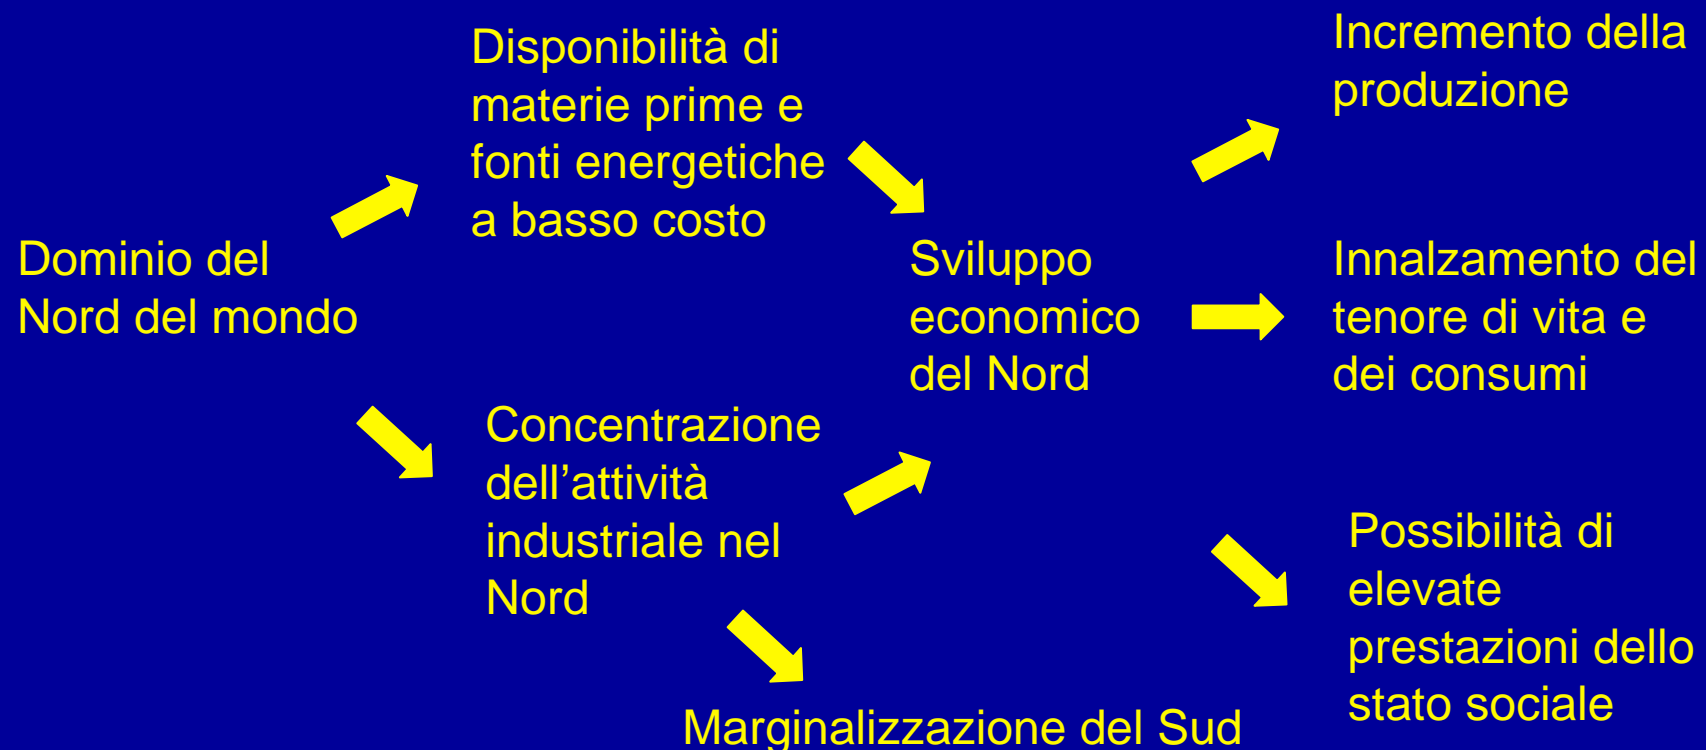 Dominio del
Nord del mondo
Disponibilità di
materie prime e
fonti energetiche
a basso costo
Concentrazione
dell’attività
industriale nel
Nord
Marginalizzazione del Sud
Sviluppo
economico
del Nord
Incremento della
produzione
Innalzamento del
tenore di vita e
dei consumi
Possibilità di
elevate
prestazioni dello
stato sociale